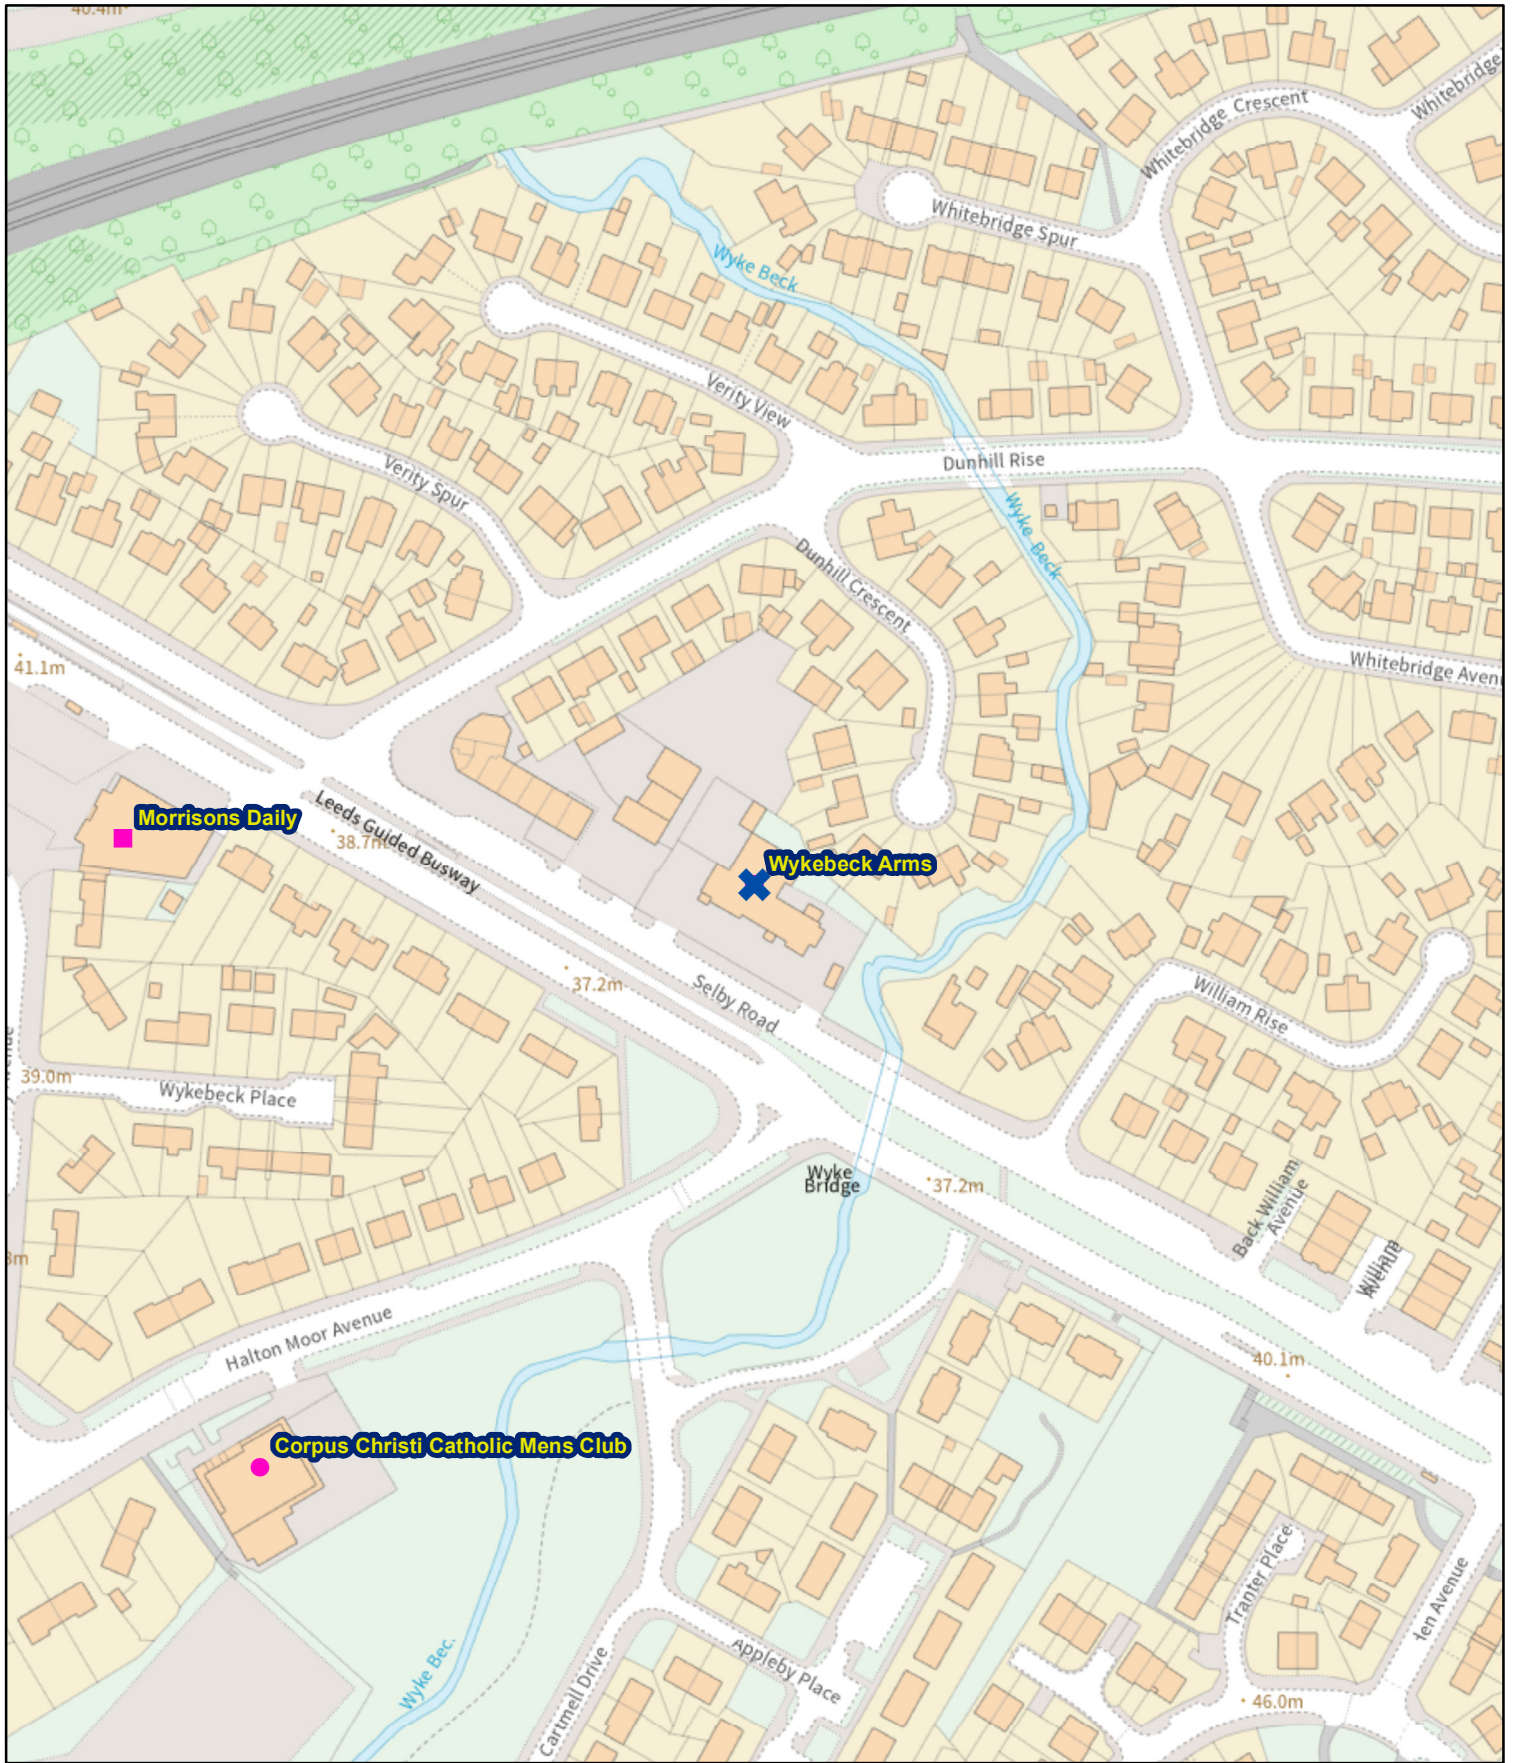 40.4m
Whitebridge
Whitebridge Crescent
Whitebridge Spur
Wyke Beck
Verity View
Dunhill Rise
Verity Spur
Wyke Beck
Dunhill Crescent
41.1m
Whitebridge Aven
Morrisons Daily
Leeds Guided Busway
38.7m
Wykebeck Arms
37.2m
Selby Road
William Rise
39.0m
Wykebeck Place
Wyke
Bridge
37.2m
Back William
Avenue
William
Avenue
3m
Halton Moor Avenue
40.1m
Corpus Christi Catholic Mens Club
Tranter Place
den Avenue
Wyke Bec.
Cartmell Drive
Appleby Place
46.0m